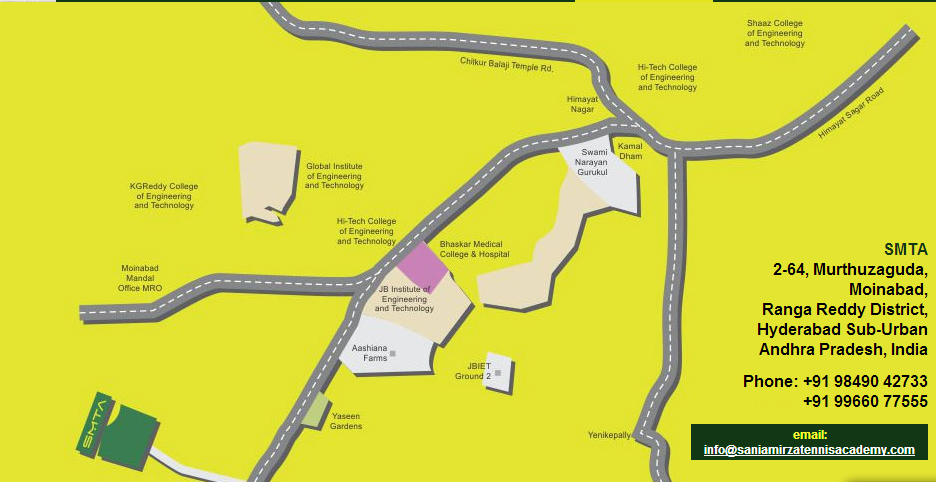 Shaaz College
of Engineering
and Technology
Chilkur Balaji Temple Rd.
Hi-Tech College
of Engineering
and Technology
Himayat
Nagar
Himayat Sagar Road
Kamal
Dham
Swami
Narayan
Gurukul
Global Institute
of Engineering
and Technology
KGReddy College
of Engineering
and Technology
Hi-Tech College
of Engineering
and Technology
Bhaskar Medical
College & Hospital
Moinabad
Mandal
Office MRO
JB Institute of
Engineering
and Technology
Aashiana
Farms
JBIET
Ground 2
Yaseen
Gardens
Yenikepally
SMTA
SMTA
2-64, Murthuzaguda,
Moinabad,
Ranga Reddy District,
Hyderabad Sub-Urban
Andhra Pradesh, India
Phone: +91 98490 42733
+91 99660 77555
email:
info@saniamirzatennisacademy.com